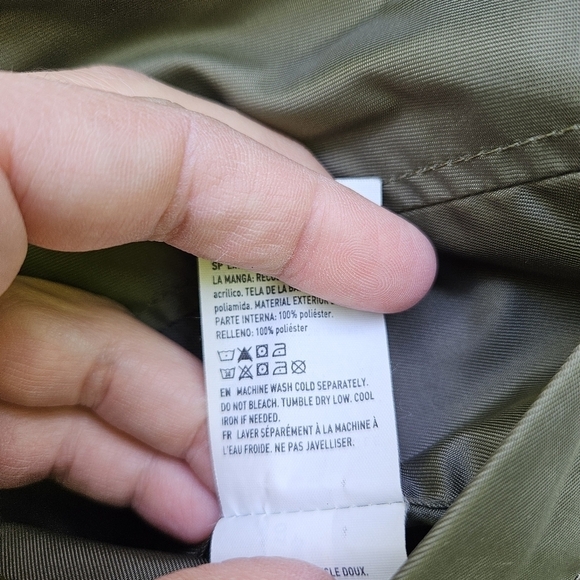 LA MANGA:
acrílico. TELA DE LA
poliamida. MATERIAL EXTERIOR
PARTE INTERNA: 100% poliéster.
RELLENO: 100% poliéster
EN MACHINE WASH COLD SEPARATELY.
DO NOT BLEACH. TUMBLE DRY LOW. COOL
IRON IF NEEDED.
FR LAVER SÉPARÉMENT À LA MACHINE À
L'EAU FROIDE. NE PAS JAVELLISER.
DOUX.